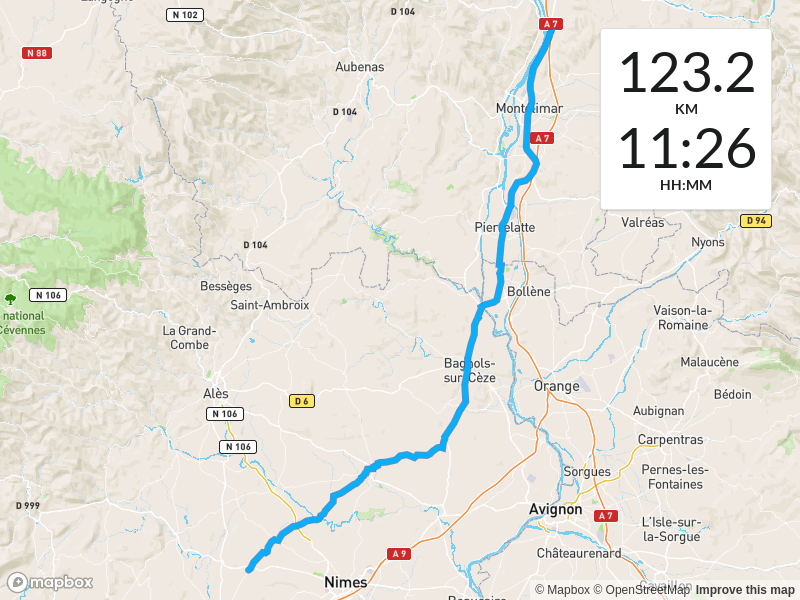 Langogne
N 102
D 104
A 7
N 88
Aubenas
123.2
KM
11:26
HH:MM
Montélimar
D 104
A 7
Valréas
D 94
Pierrelatte
Nyons
D 104
Bessèges
Bollène
N 106
Saint-Ambroix
national
Cévennes
La Grand-
Combe
Vaison-la-
Romaine
Malaucène
Bagnols-
sur-Cèze
Orange
Alès
D 6
Bédoin
N 106
Aubignan
Carpentras
N 106
Sorgues
Pernes-les-
Fontaines
D 999
Avignon
A 7
L'Isle-sur-
la-Sorgue
A 9
Châteaurenard
mapbox
Nimes
Cavaillon
Beaucaire
© Mapbox © OpenStreetMap Improve this map